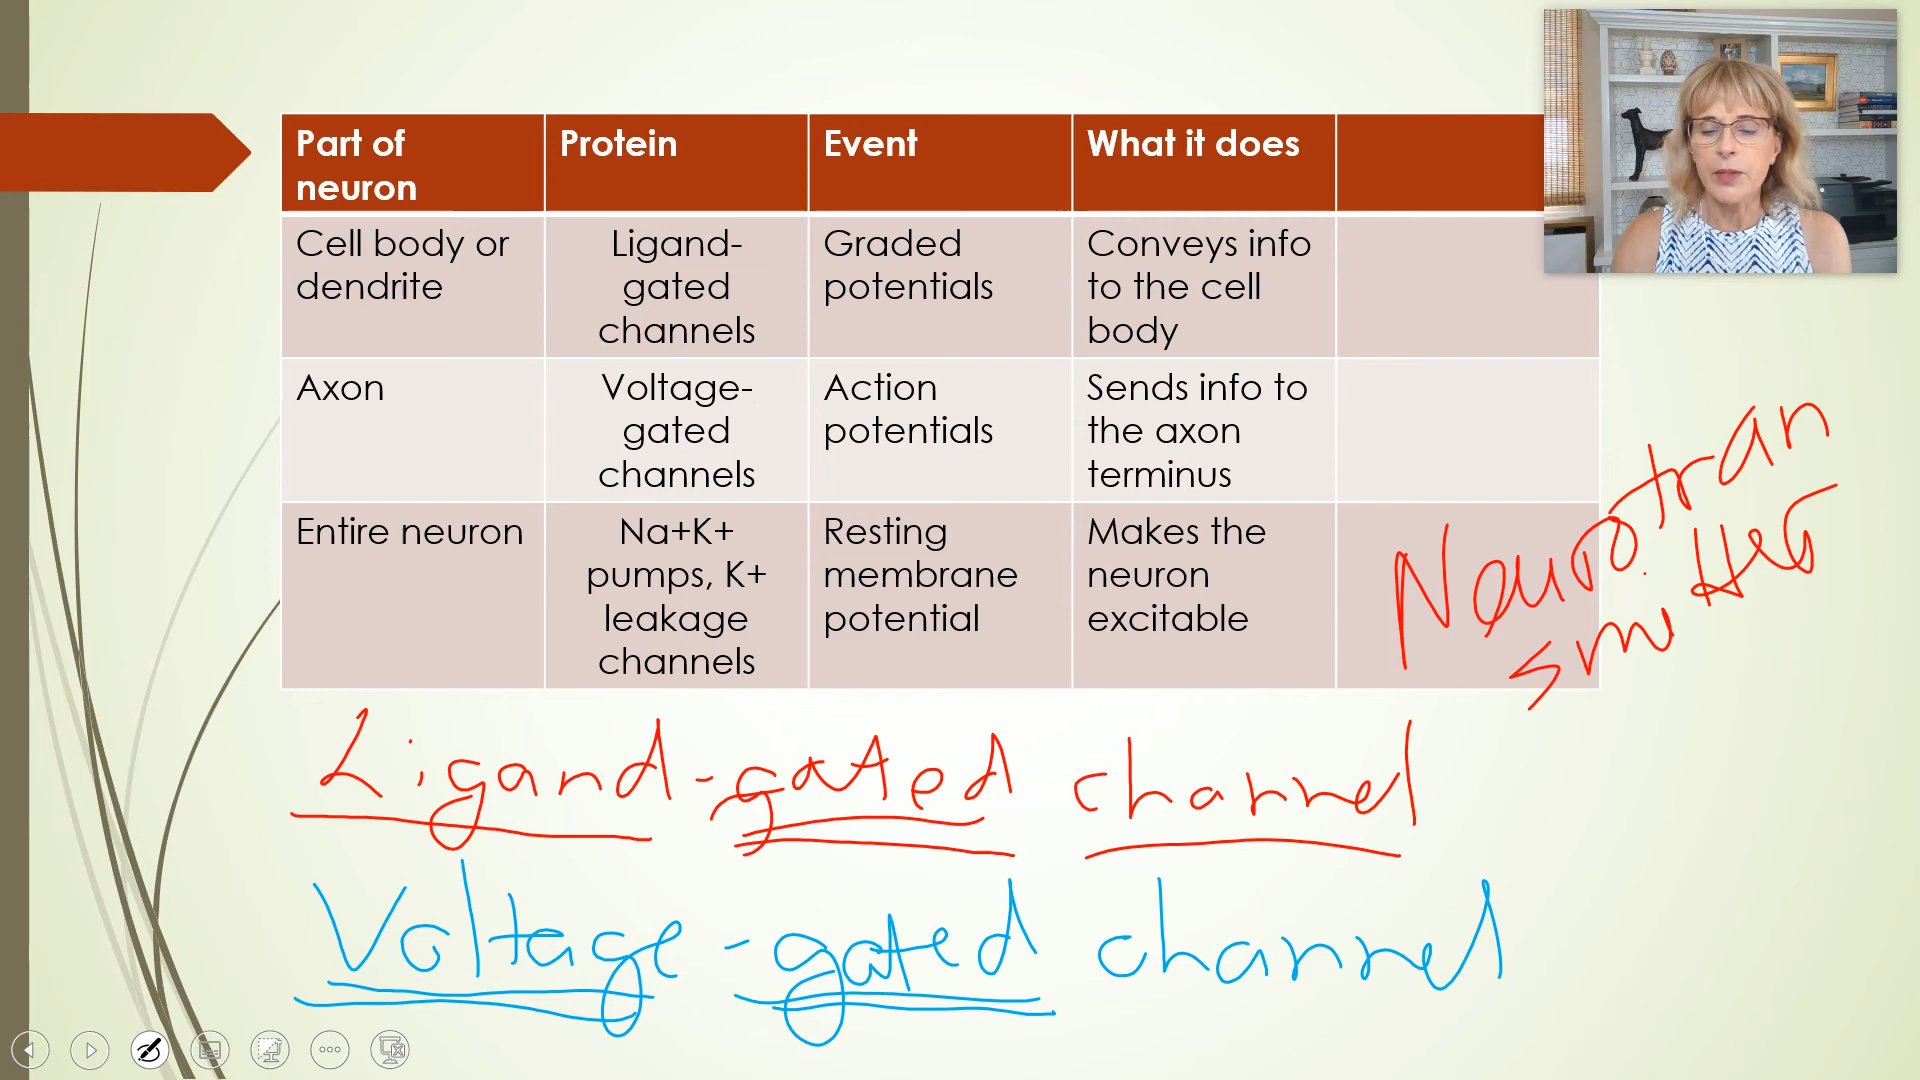 Part of
neuron
Protein
Event
What it does
Cell body or
dendrite
Ligand-
gated
channels
Graded
potentials
Conveys info
to the cell
body
Axon
Voltage-
gated
channels
Action
potentials
Sends info to
the axon
terminus
Entire neuron
Na+K+
pumps, K+
leakage
channels
Resting
membrane
potential
Makes the
neuron
excitable
Neurotran
smitter
Ligand-gated channel
Voltage-gated channel